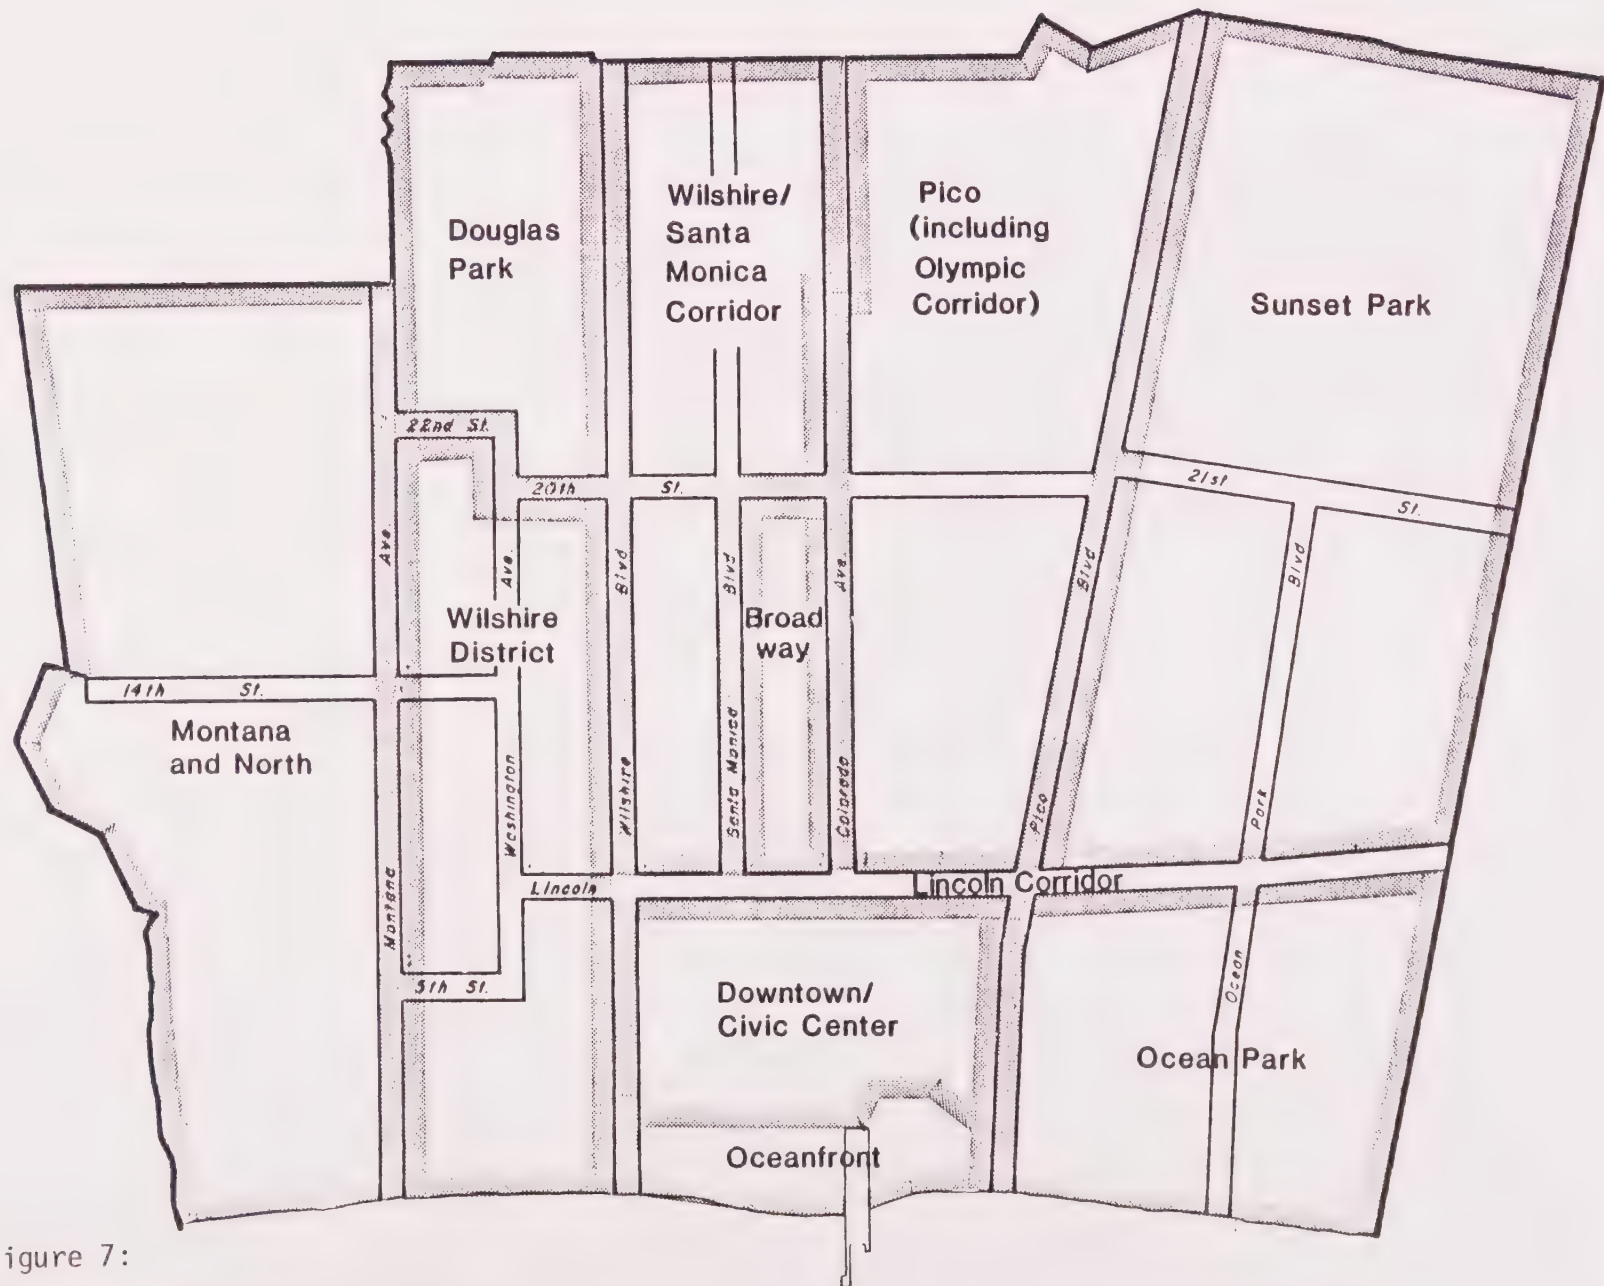 Wilshire/
Santa
Monica
Corridor
Pico
(including
Olympic
Corridor)
Douglas
Park
Sunset Park
22nd St.
20th St.
21st St.
Ave
Ave.
Blvd
Blvd
Ave.
Blvd
Blvd
Wilshire
District
Broad
way
14th St.
Montana
and North
Montana
Washington
Wilshire
Santa Monica
Colorado
Pico
Park
Lincoln
Lincoln Corridor
5th St.
Ocean
Downtown/
Civic Center
Ocean Park
Oceanfront
igure 7: